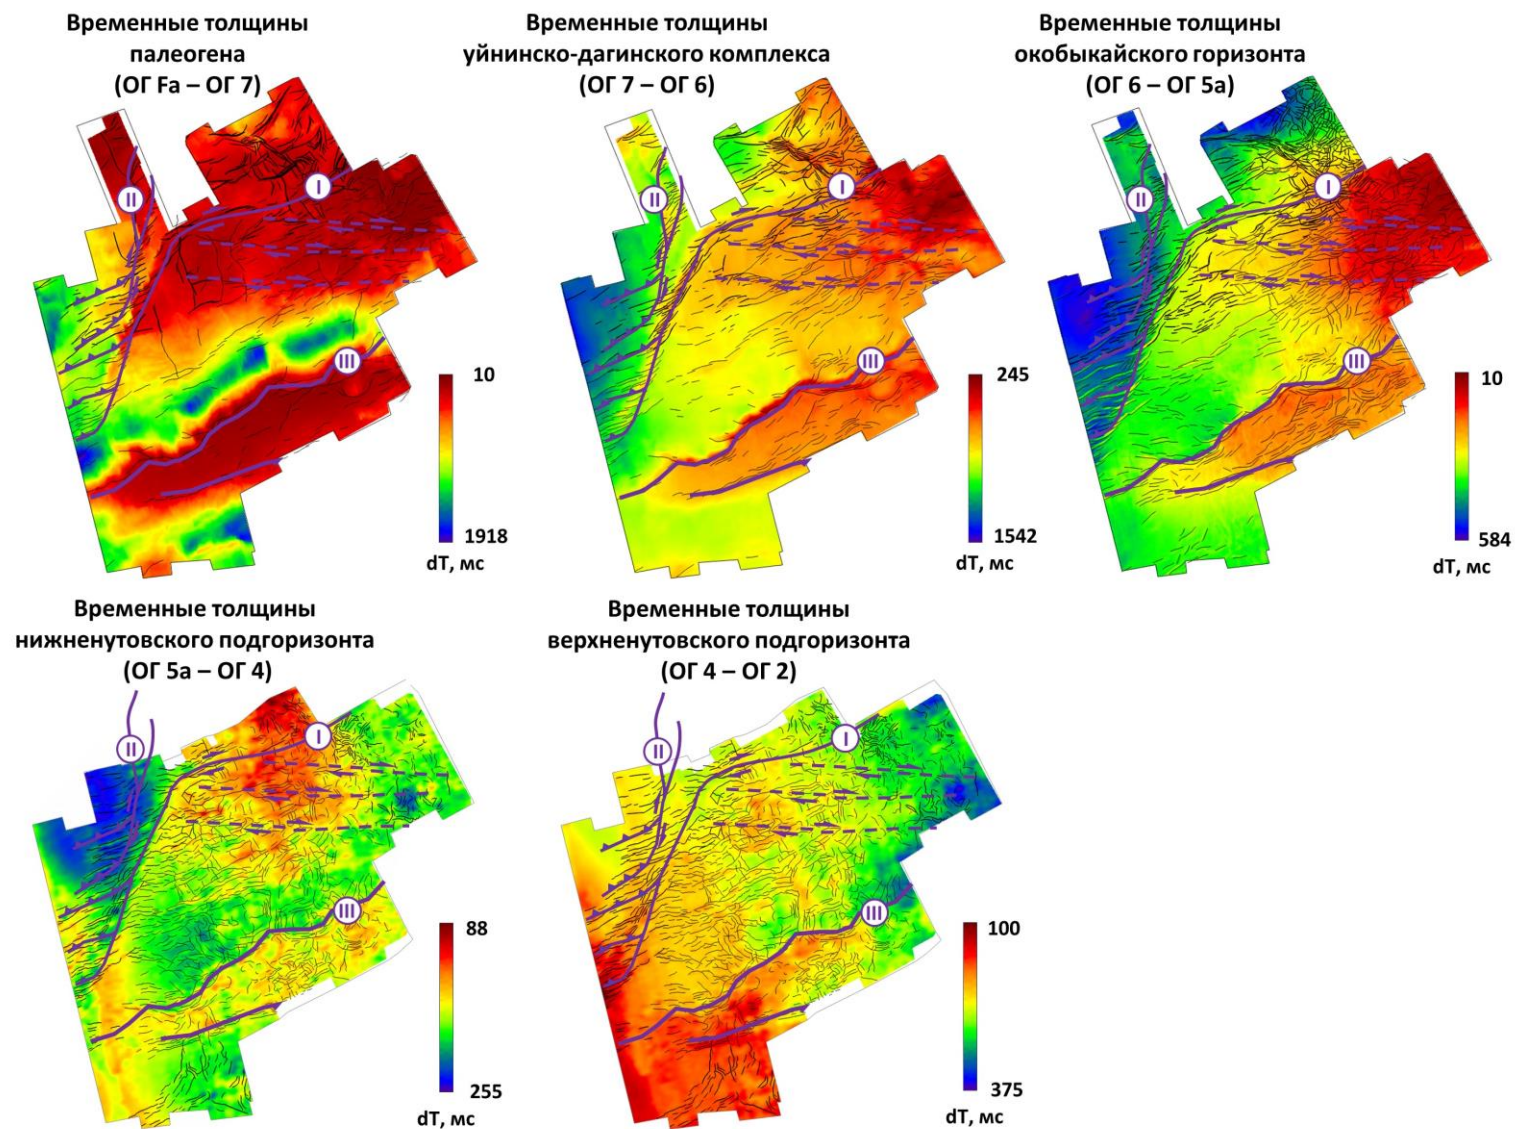 Временные толщины
палеогена
(ОГ Fa – ОГ 7)
Временные толщины
уйнинско-дагинского комплекса
(ОГ 7 – ОГ 6)
Временные толщины
окобыкайского горизонта
(ОГ 6 – ОГ 5а)
I
II
III
10
1918
dT, мс
I
II
III
245
1542
dT, мс
I
II
III
10
584
dT, мс
Временные толщины
нижненутовского подгоризонта
(ОГ 5а – ОГ 4)
Временные толщины
верхненутовского подгоризонта
(ОГ 4 – ОГ 2)
I
II
III
88
255
dT, мс
I
II
III
100
375
dT, мс